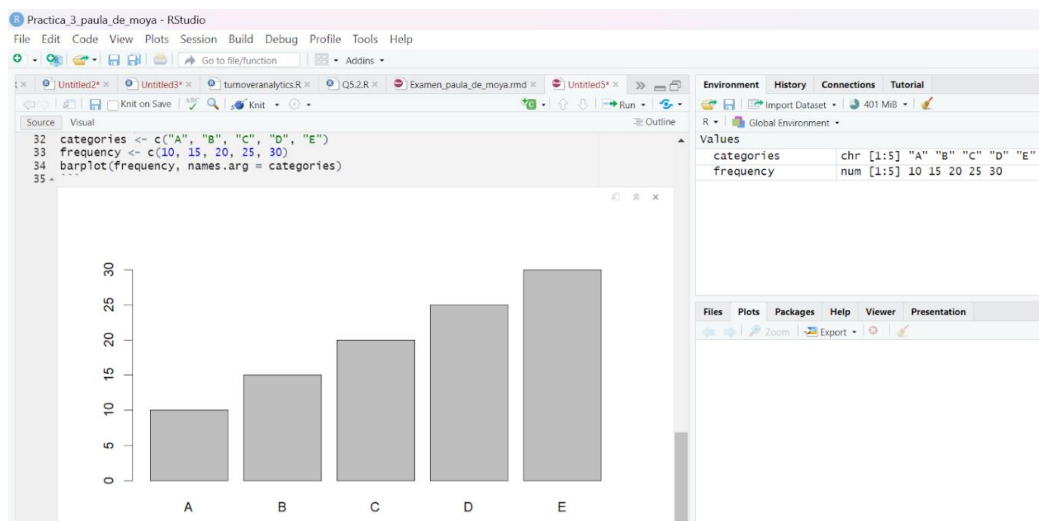 Practica_3_paula_de_moya - RStudio
File Edit Code View Plots Session Build Debug Profile Tools Help
Go to file/function Addins
Untitled2* Untitled3* turnoveranalytics.R Q5.2.R Examen_paula_de_moya.rmd Untitled5*
Knit on Save ABC Knit Run
Source Visual Outline
32 categories <- c("A", "B", "C", "D", "E")
33 frequency <- c(10, 15, 20, 25, 30)
34 barplot(frequency, names.arg = categories)
35 ```
30
25
20
15
10
5
0
A B C D E
Environment History Connections Tutorial
Import Dataset 401 MiB
R Global Environment
Values
categories chr [1:5] "A" "B" "C" "D" "E"
frequency num [1:5] 10 15 20 25 30
Files Plots Packages Help Viewer Presentation
Zoom Export